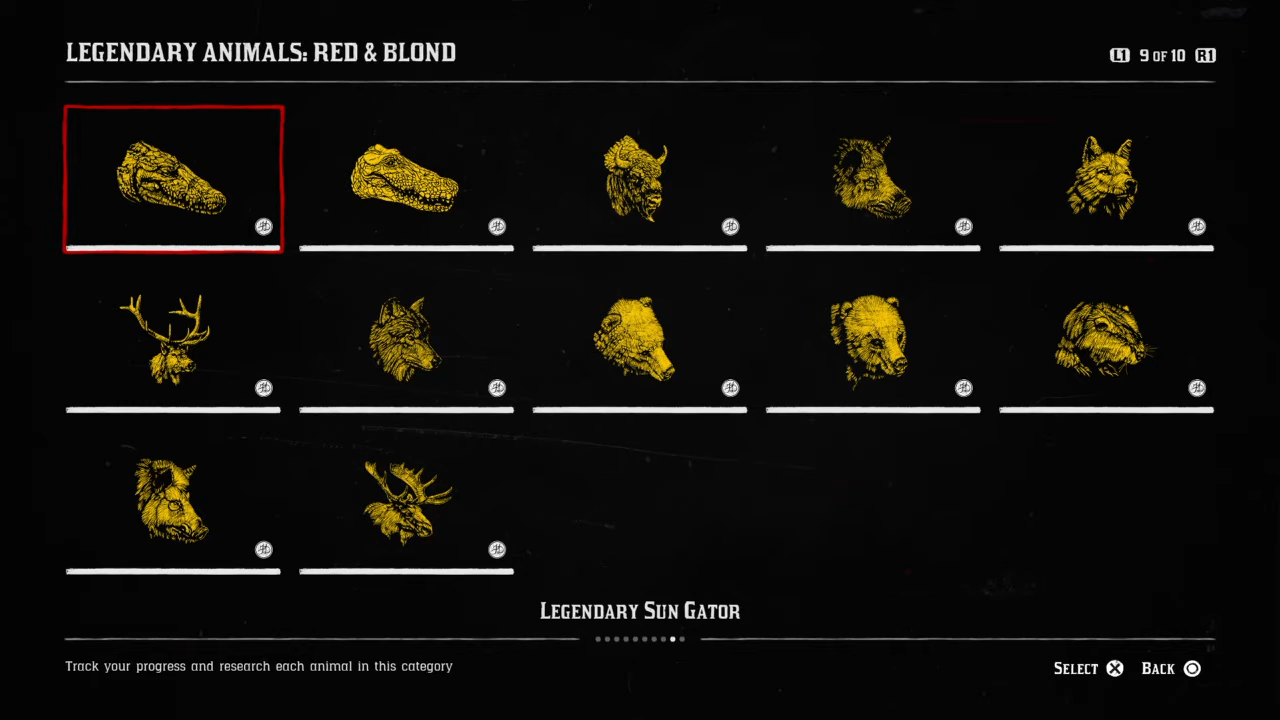 LEGENDARY ANIMALS: RED & BLOND
L1 9 OF 10 R1
LEGENDARY SUN GATOR
Track your progress and research each animal in this category
SELECT BACK